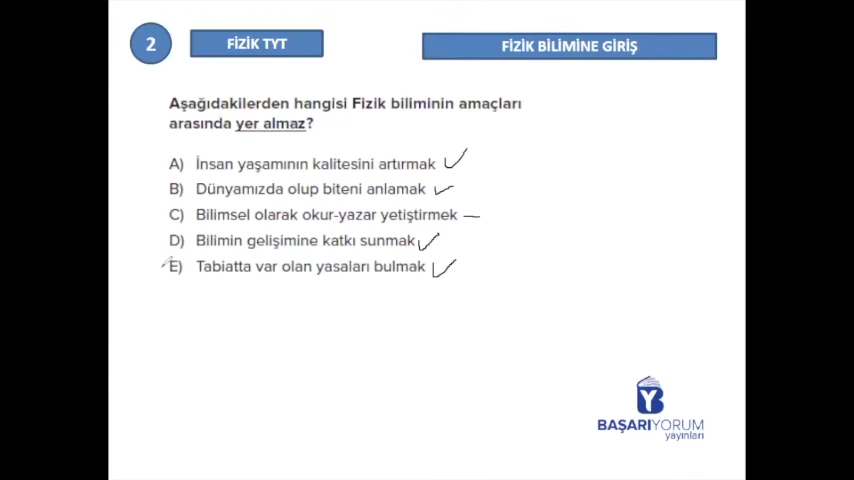 2
FİZİK TYT
FİZİK BİLİMİNE GİRİŞ
Aşağıdakilerden hangisi Fizik biliminin amaçları
arasında yer almaz?
A) İnsan yaşamının kalitesini artırmak
B) Dünyamızda olup biteni anlamak
C) Bilimsel olarak okur-yazar yetiştirmek
D) Bilimin gelişimine katkı sunmak
E) Tabiatta var olan yasaları bulmak
BY
BAŞARIYORUM
yayınları